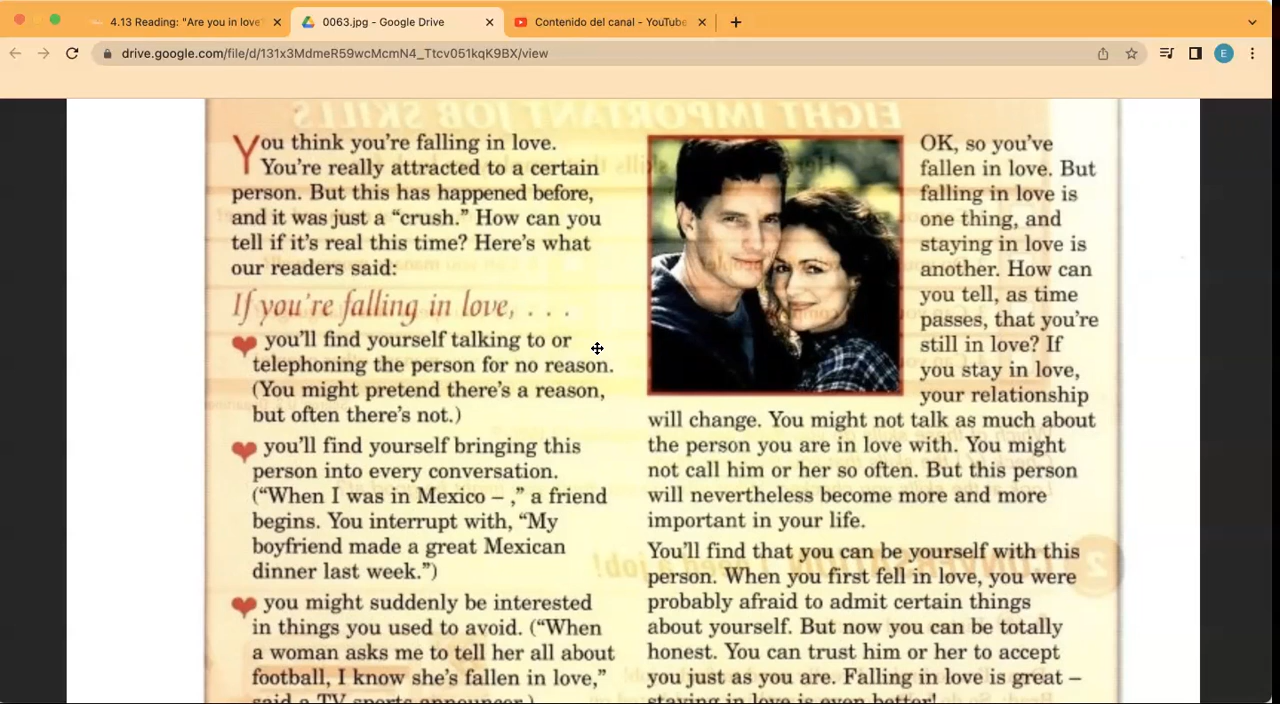 4.13 Reading: "Are you in love
0063.jpg - Google Drive
Contenido del canal - YouTube
drive.google.com/file/d/131x3MdmeR59wcMcmN4_Ttcv051kqK9BX/view
E
EIGHT IMPORTANT JOB SKILLS
You think you're falling in love.
You're really attracted to a certain
person. But this has happened before,
and it was just a “crush.” How can you
tell if it's real this time? Here's what
our readers said:
If you're falling in love, . . .
you'll find yourself talking to or
telephoning the person for no reason.
(You might pretend there's a reason,
but often there's not.)
you'll find yourself bringing this
person into every conversation.
(“When I was in Mexico – ,” a friend
begins. You interrupt with, “My
boyfriend made a great Mexican
dinner last week.”)
you might suddenly be interested
in things you used to avoid. (“When
a woman asks me to tell her all about
football, I know she's fallen in love,”
said a TV sports announcer.)
OK, so you've
fallen in love. But
falling in love is
one thing, and
staying in love is
another. How can
you tell, as time
passes, that you're
still in love? If
you stay in love,
your relationship
will change. You might not talk as much about
the person you are in love with. You might
not call him or her so often. But this person
will nevertheless become more and more
important in your life.
You'll find that you can be yourself with this
person. When you first fell in love, you were
probably afraid to admit certain things
about yourself. But now you can be totally
honest. You can trust him or her to accept
you just as you are. Falling in love is great –
staying in love is even better!